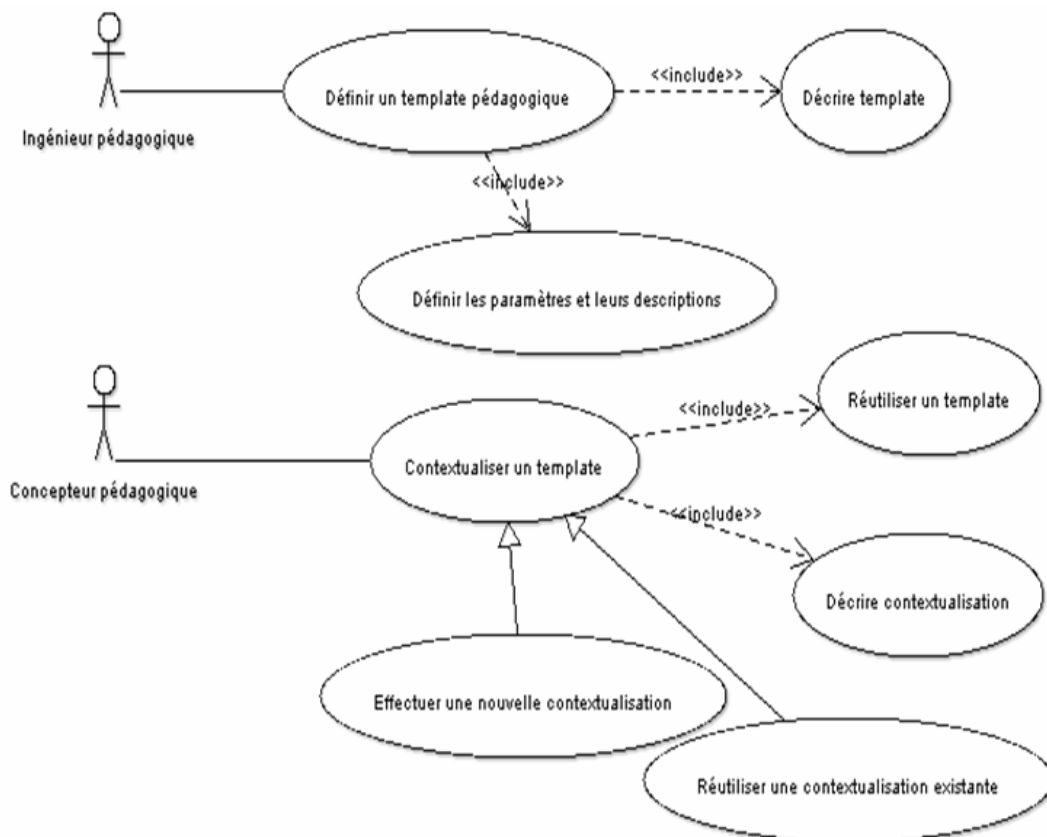 <<include>>
Définir un template pédagogique
Décrire template
Ingénieur pédagogique
<<include>>
Définir les paramètres et leurs descriptions
<<include>>
Réutiliser un template
Contextualiser un template
Concepteur pédagogique
<<include>>
Décrire contextualisation
Effectuer une nouvelle contextualisation
Réutiliser une contextualisation existante